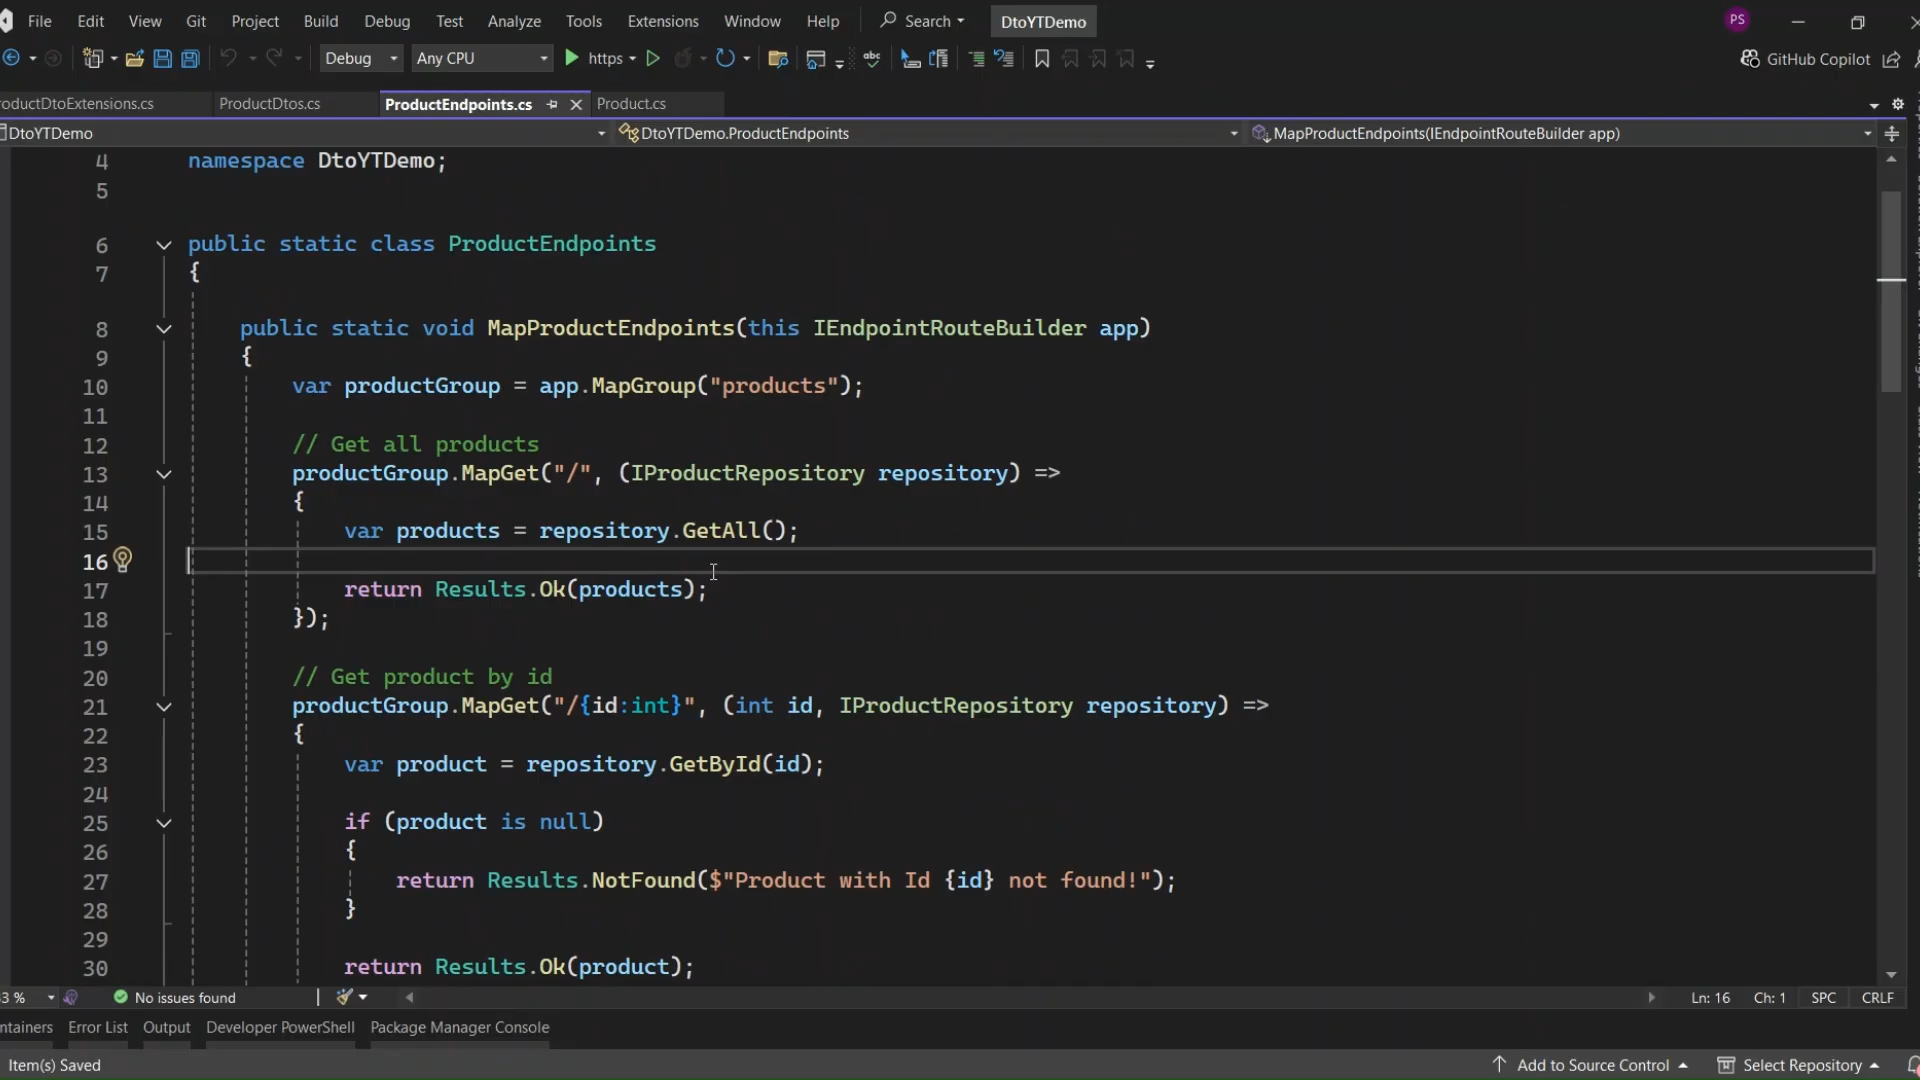 File Edit View Git Project Build Debug Test Analyze Tools Extensions Window Help Search DtoYTDemo PS
Debug Any CPU https abc GitHub Copilot
oductDtoExtensions.cs ProductDtos.cs ProductEndpoints.cs Product.cs
DtoYTDemo DtoYTDemo.ProductEndpoints MapProductEndpoints(IEndpointRouteBuilder app)
4 namespace DtoYTDemo;
5
6 public static class ProductEndpoints
7 {
8 public static void MapProductEndpoints(this IEndpointRouteBuilder app)
9 {
10 var productGroup = app.MapGroup("products");
11
12 // Get all products
13 productGroup.MapGet("/", (IProductRepository repository) =>
14 {
15 var products = repository.GetAll();
16
17 return Results.Ok(products);
18 });
19
20 // Get product by id
21 productGroup.MapGet("/{id:int}", (int id, IProductRepository repository) =>
22 {
23 var product = repository.GetById(id);
24
25 if (product is null)
26 {
27 return Results.NotFound($"Product with Id {id} not found!");
28 }
29
30 return Results.Ok(product);
3 % No issues found Ln: 16 Ch: 1 SPC CRLF
ntainers Error List Output Developer PowerShell Package Manager Console
Item(s) Saved Add to Source Control Select Repository